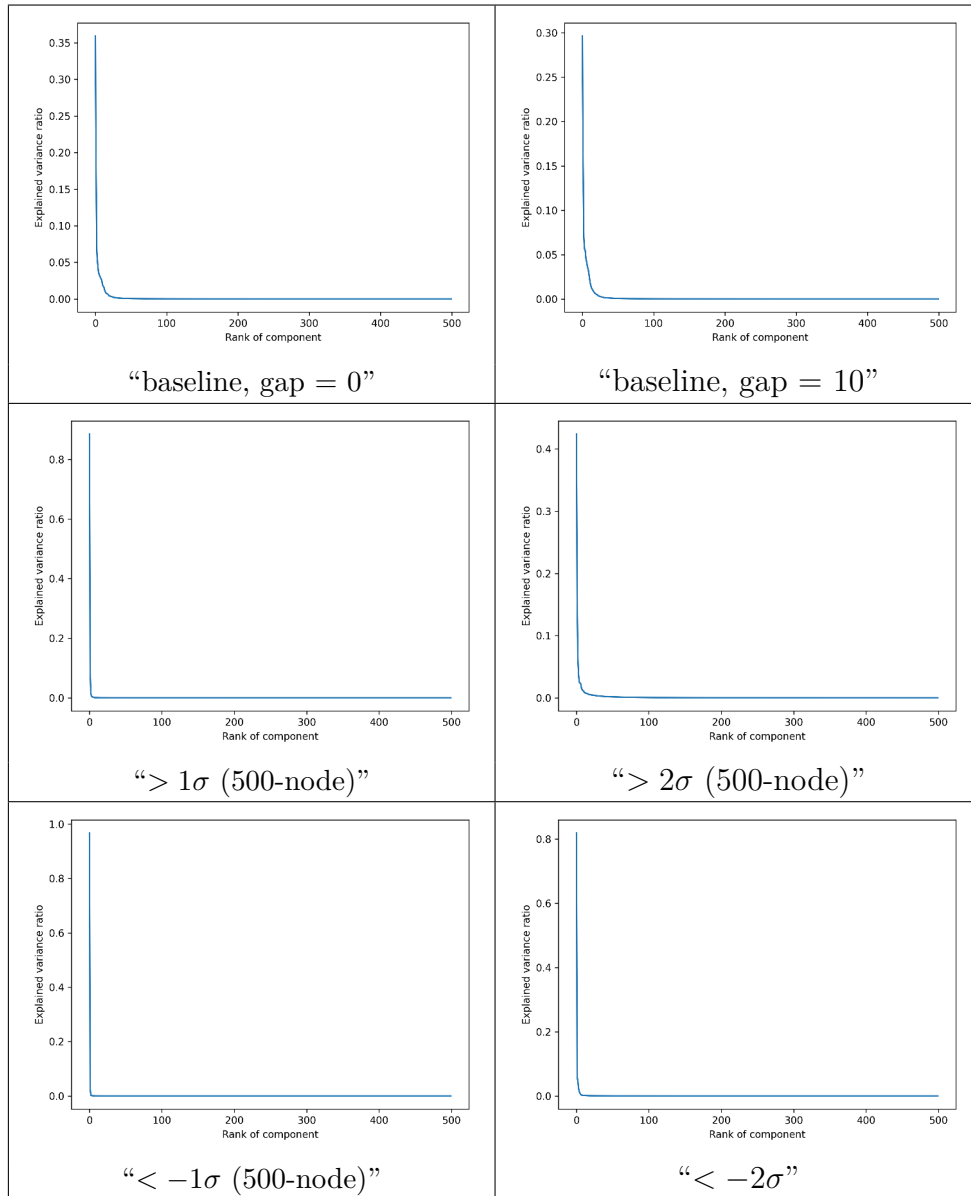 0.35
0.30
0.25
0.20
0.15
0.10
0.05
0.00
Explained variance ratio
0 100 200 300 400 500
Rank of component
“baseline, gap = 0”
0.30
0.25
0.20
0.15
0.10
0.05
0.00
Explained variance ratio
0 100 200 300 400 500
Rank of component
“baseline, gap = 10”
0.8
0.6
0.4
0.2
0.0
Explained variance ratio
0 100 200 300 400 500
Rank of component
“> 1σ (500-node)”
0.4
0.3
0.2
0.1
0.0
Explained variance ratio
0 100 200 300 400 500
Rank of component
“> 2σ (500-node)”
1.0
0.8
0.6
0.4
0.2
0.0
Explained variance ratio
0 100 200 300 400 500
Rank of component
“< −1σ (500-node)”
0.8
0.6
0.4
0.2
0.0
Explained variance ratio
0 100 200 300 400 500
Rank of component
“< −2σ”